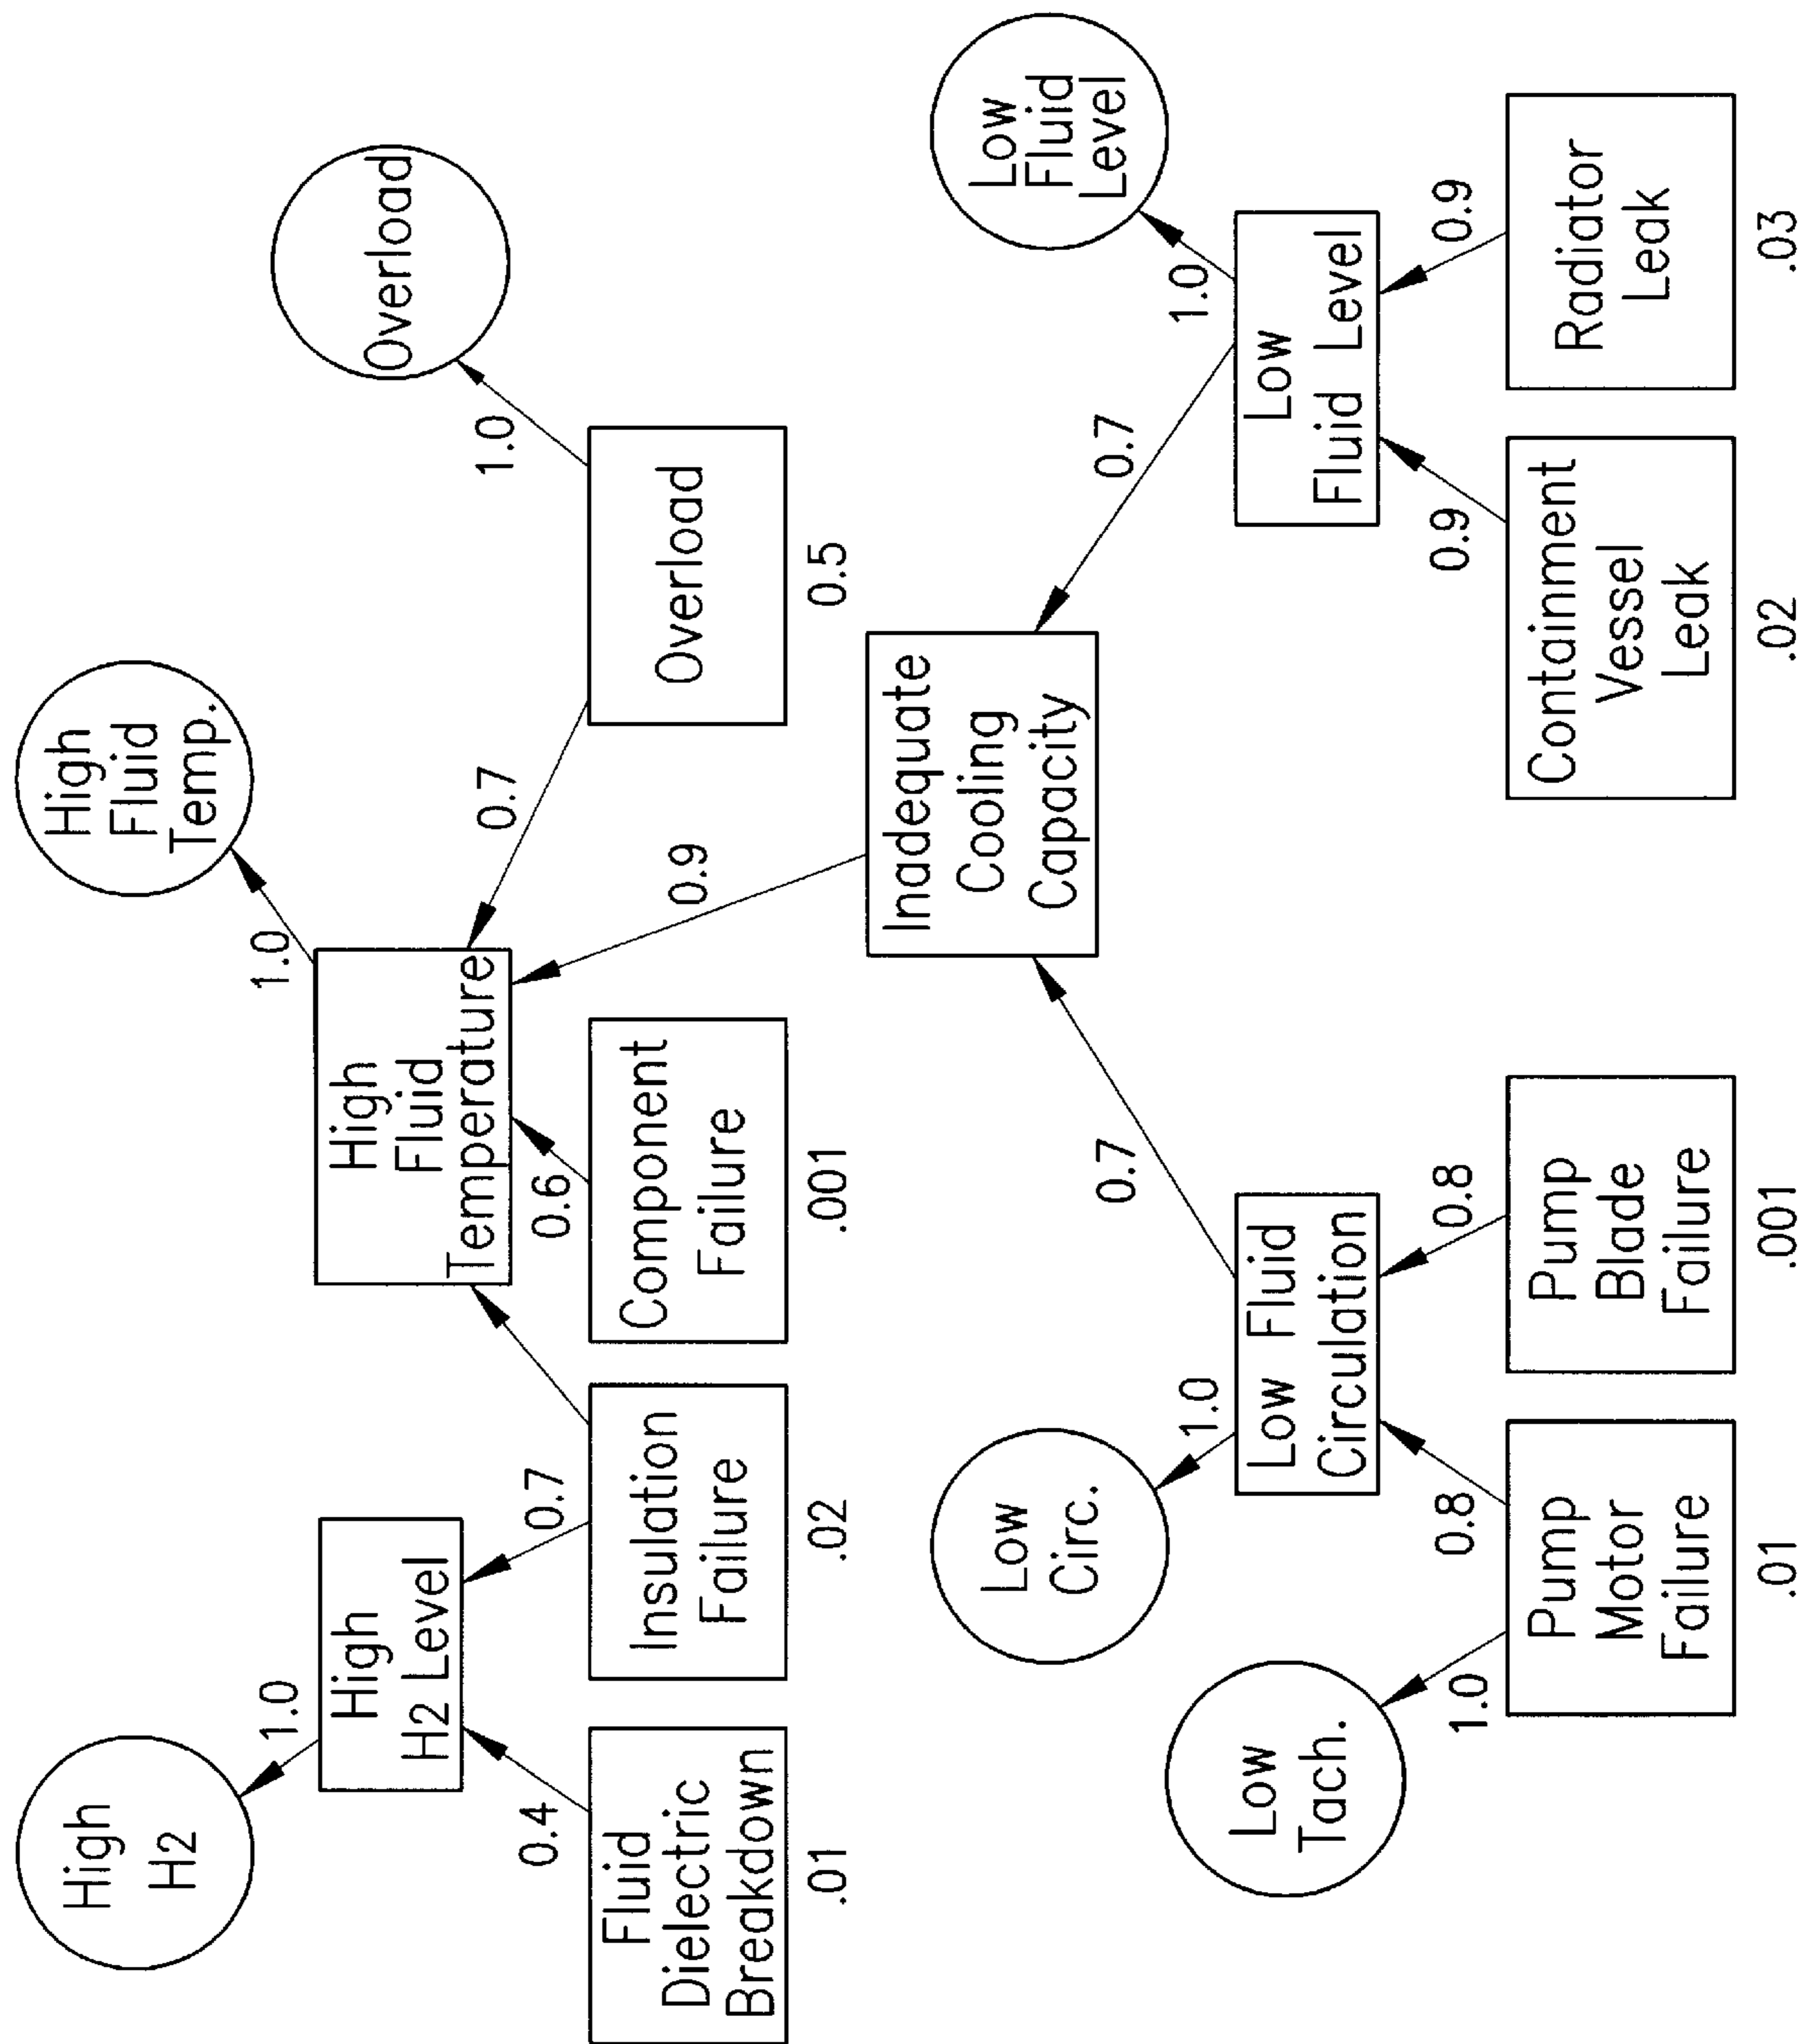 High
H2
1.0
High
H2 Level
0.4
0.7
Fluid
Dielectric
Breakdown
.01
Insulation
Failure
.02
High
Fluid
Temp.
1.0
High
Fluid
Temperature
0.6
0.9
0.7
Component
Failure
.001
Overload
1.0
Overload
0.5
Inadequate
Cooling
Capacity
0.7
0.7
Low
Circ.
1.0
Low Fluid
Circulation
Low
Tach.
1.0
0.8
0.8
Pump
Motor
Failure
.01
Pump
Blade
Failure
.001
Low
Fluid
Level
1.0
Low
Fluid Level
0.9
0.9
Containment
Vessel
Leak
.02
Radiator
Leak
.03